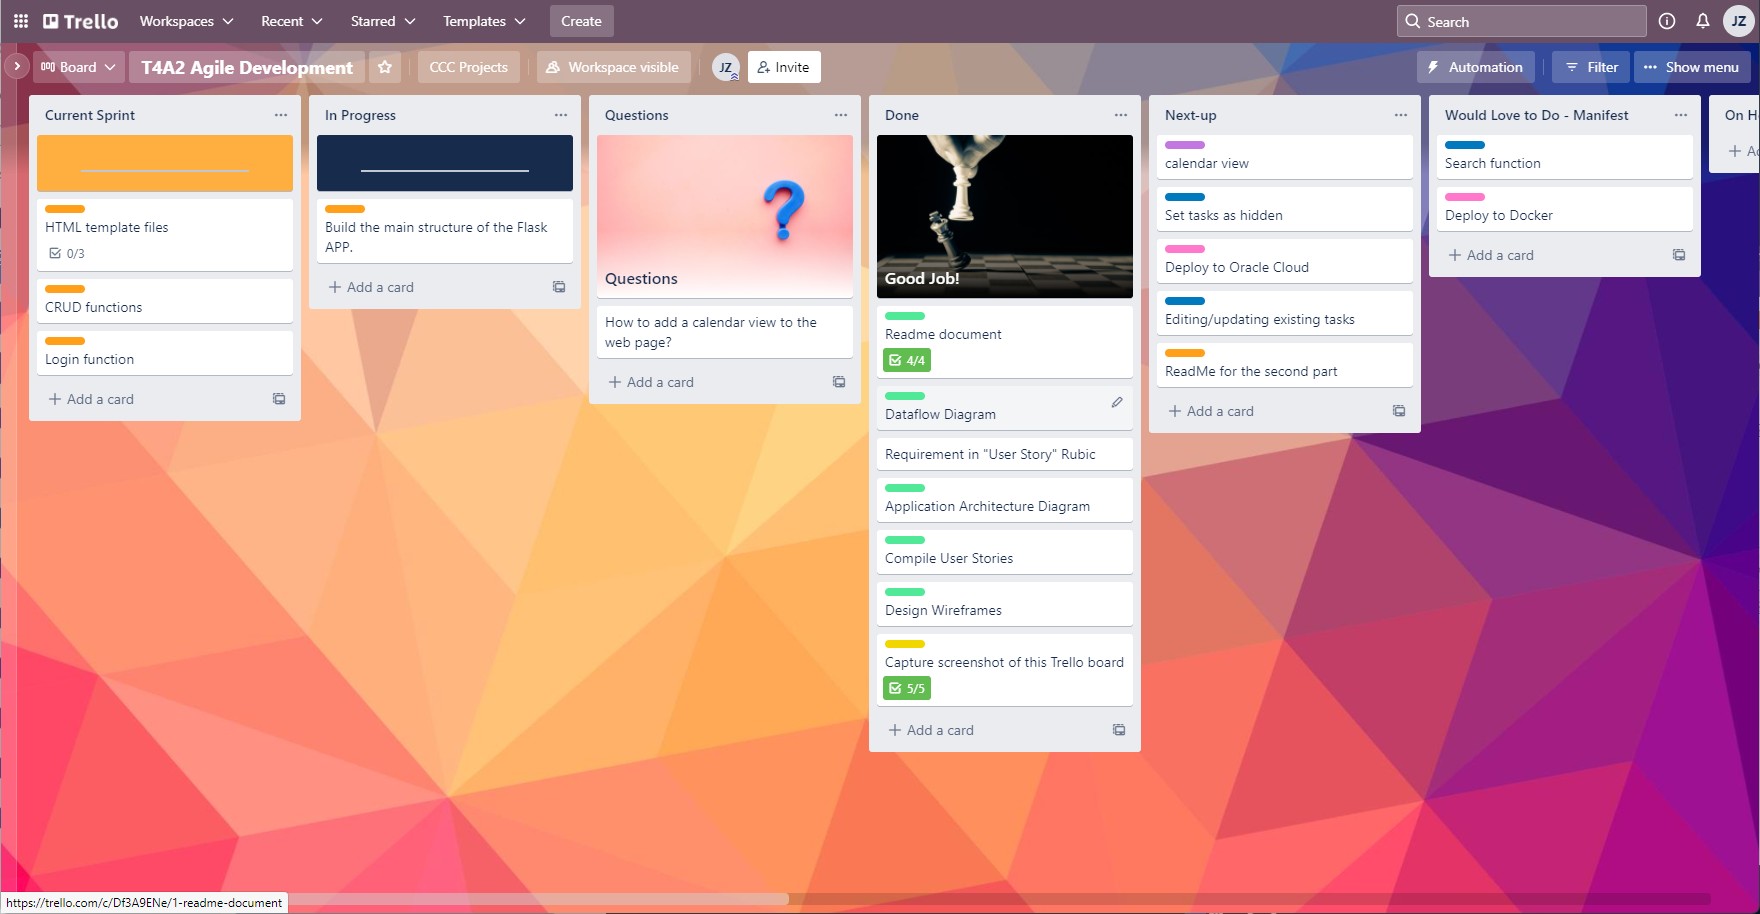 Trello
Workspaces
Recent
Starred
Templates
Create
Search
JZ
Board
T4A2 Agile Development
CCC Projects
Workspace visible
JZ
Invite
Automation
Filter
Show menu
Current Sprint
HTML template files
0/3
CRUD functions
Login function
Add a card
In Progress
Build the main structure of the Flask
APP.
Add a card
Questions
Questions
How to add a calendar view to the
web page?
Add a card
Done
Good Job!
Readme document
4/4
Dataflow Diagram
Requirement in "User Story" Rubic
Application Architecture Diagram
Compile User Stories
Design Wireframes
Capture screenshot of this Trello board
5/5
Add a card
Next-up
calendar view
Set tasks as hidden
Deploy to Oracle Cloud
Editing/updating existing tasks
ReadMe for the second part
Add a card
Would Love to Do - Manifest
Search function
Deploy to Docker
Add a card
On
https://trello.com/c/Df3A9ENe/1-readme-document